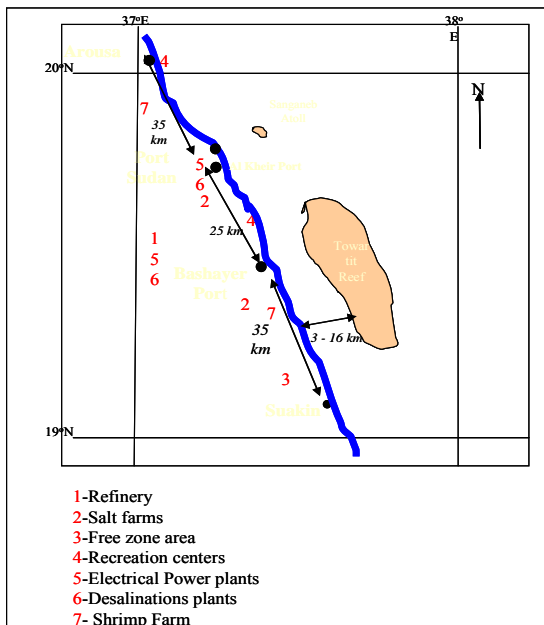 37ºE
38º
E
Arousa
4
20ºN
N
7
35
km
Port
Sudan
5
6
2
4
25 km
1
5
6
Towar
tit
Reef
Bashayer
Port
2
7
35
km
3 - 16 km
3
Suakin
19ºN
1-Refinery
2-Salt farms
3-Free zone area
4-Recreation centers
5-Electrical Power plants
6-Desalinations plants
7- Shrimp Farm